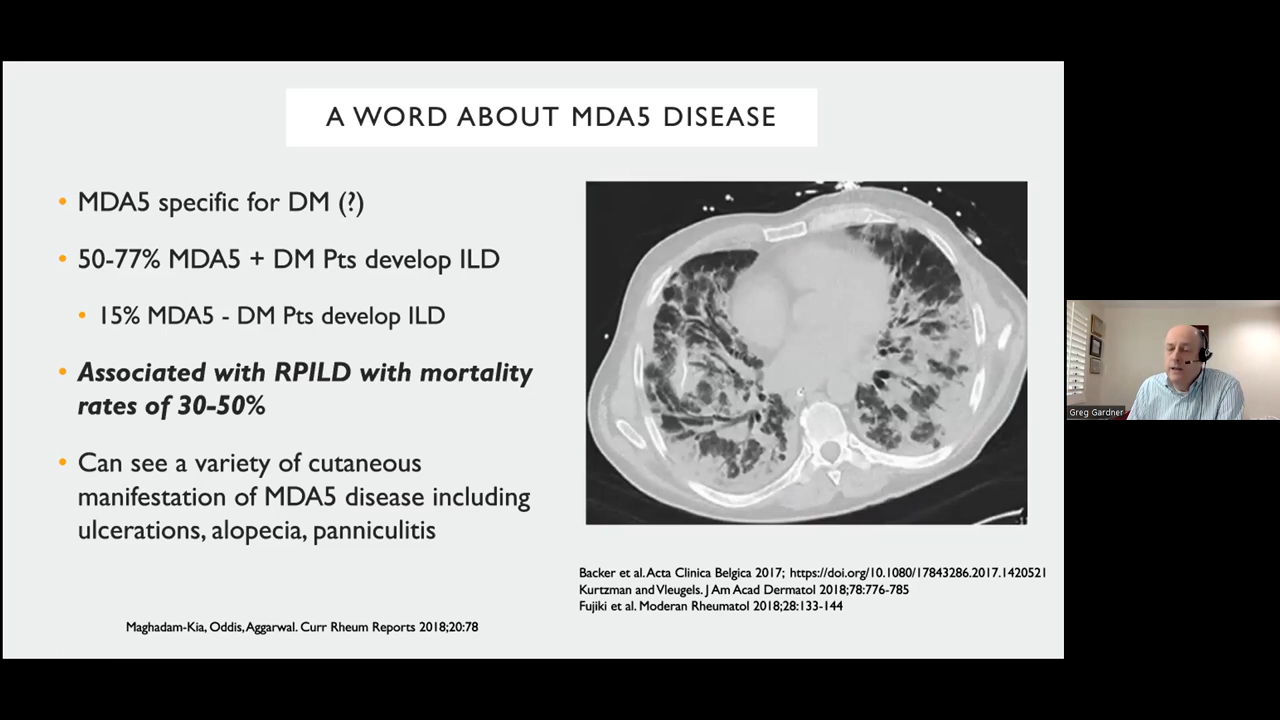 A WORD ABOUT MDA5 DISEASE
• MDA5 specific for DM (?)
• 50-77% MDA5 + DM Pts develop ILD
• 15% MDA5 - DM Pts develop ILD
• Associated with RPILD with mortality
rates of 30-50%
• Can see a variety of cutaneous
manifestation of MDA5 disease including
ulcerations, alopecia, panniculitis
Backer et al. Acta Clinica Belgica 2017; https://doi.org/10.1080/17843286.2017.1420521
Kurtzman and Vleugels. J Am Acad Dermatol 2018;78:776-785
Fujiki et al. Moderan Rheumatol 2018;28:133-144
Maghadam-Kia, Oddis, Aggarwal. Curr Rheum Reports 2018;20:78
Greg Gardner